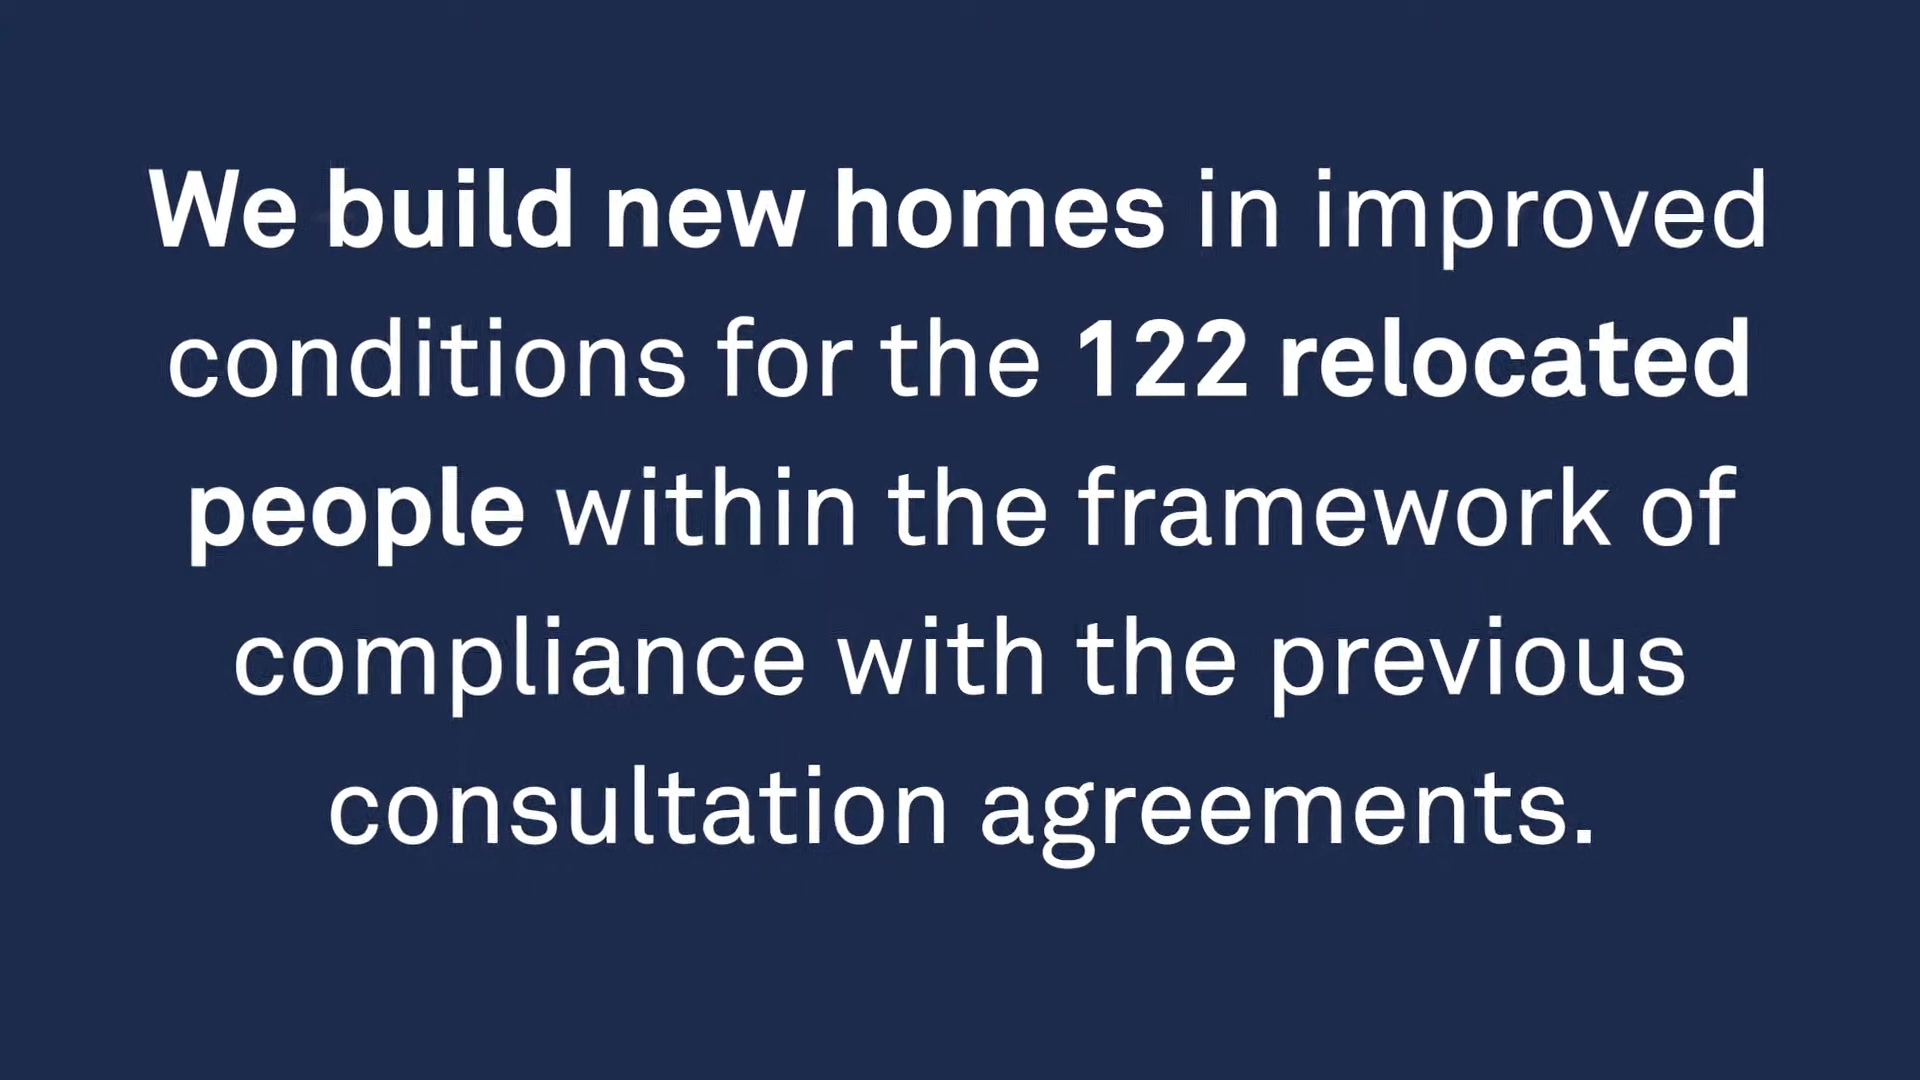 We build new homes in improved
conditions for the 122 relocated
people within the framework of
compliance with the previous
consultation agreements.